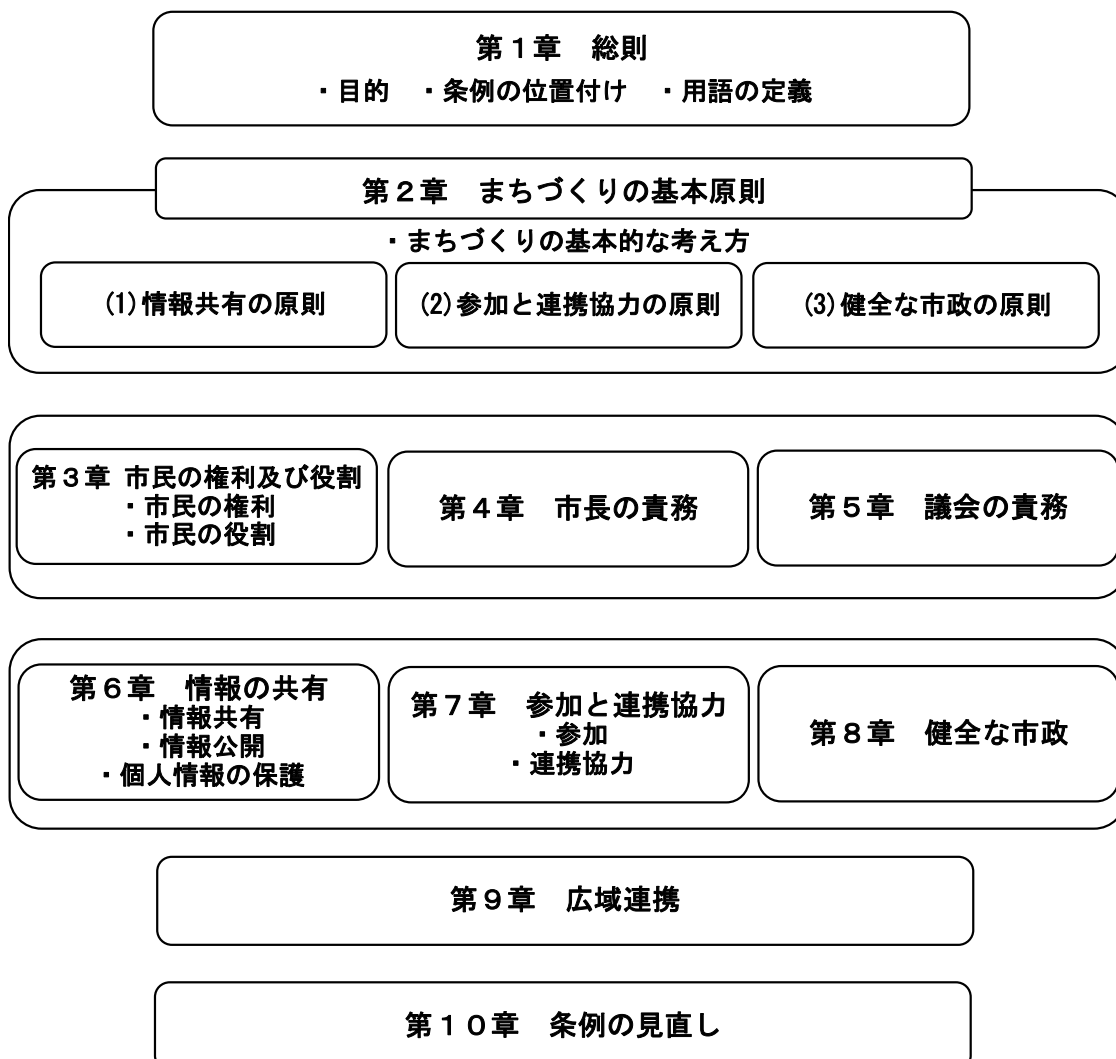 第１章　総則
・目的　・条例の位置付け　・用語の定義
第２章　まちづくりの基本原則
・まちづくりの基本的な考え方
(1)情報共有の原則
(2)参加と連携協力の原則
(3)健全な市政の原則
第３章 市民の権利及び役割
・市民の権利
・市民の役割
第４章　市長の責務
第５章　議会の責務
第６章　情報の共有
・情報共有
・情報公開
・個人情報の保護
第７章　参加と連携協力
・参加
・連携協力
第８章　健全な市政
第９章　広域連携
第１０章　条例の見直し